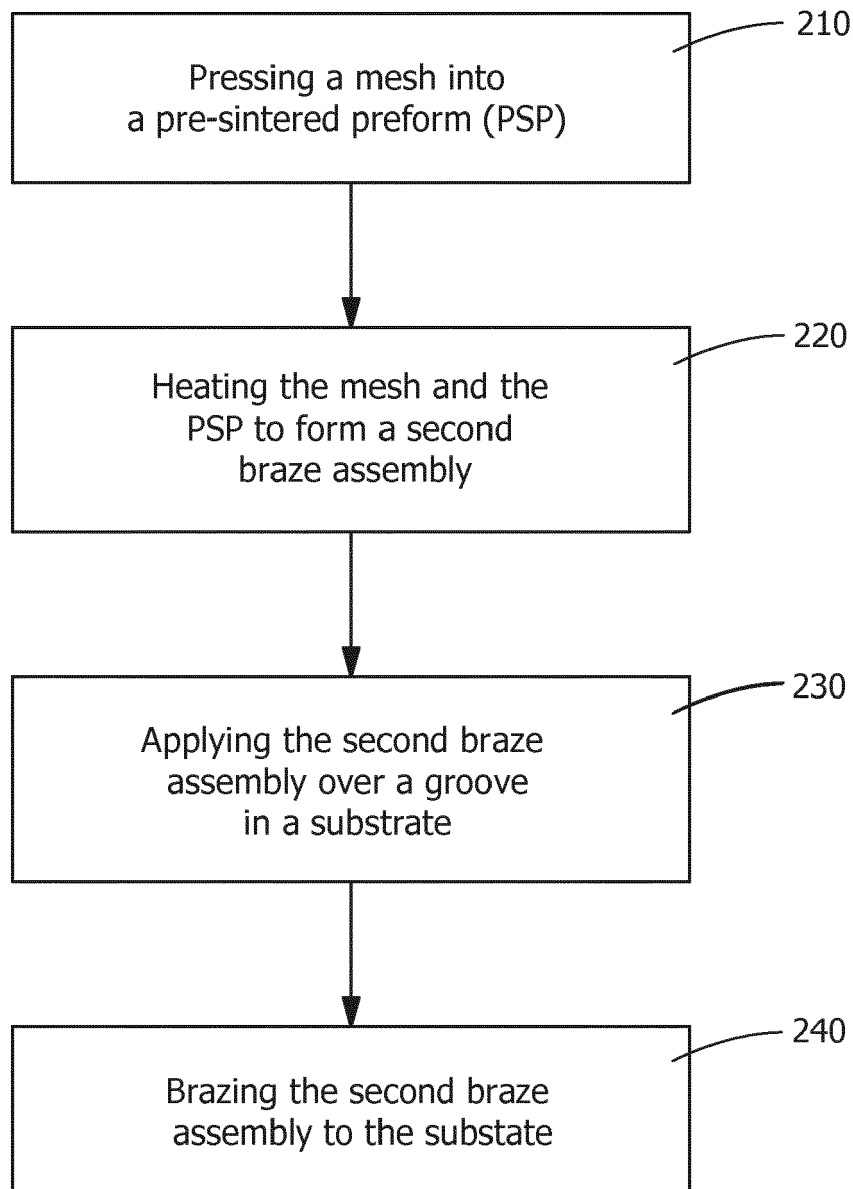 210
Pressing a mesh into
a pre-sintered preform (PSP)
220
Heating the mesh and the
PSP to form a second
braze assembly
230
Applying the second braze
assembly over a groove
in a substrate
240
Brazing the second braze
assembly to the substate